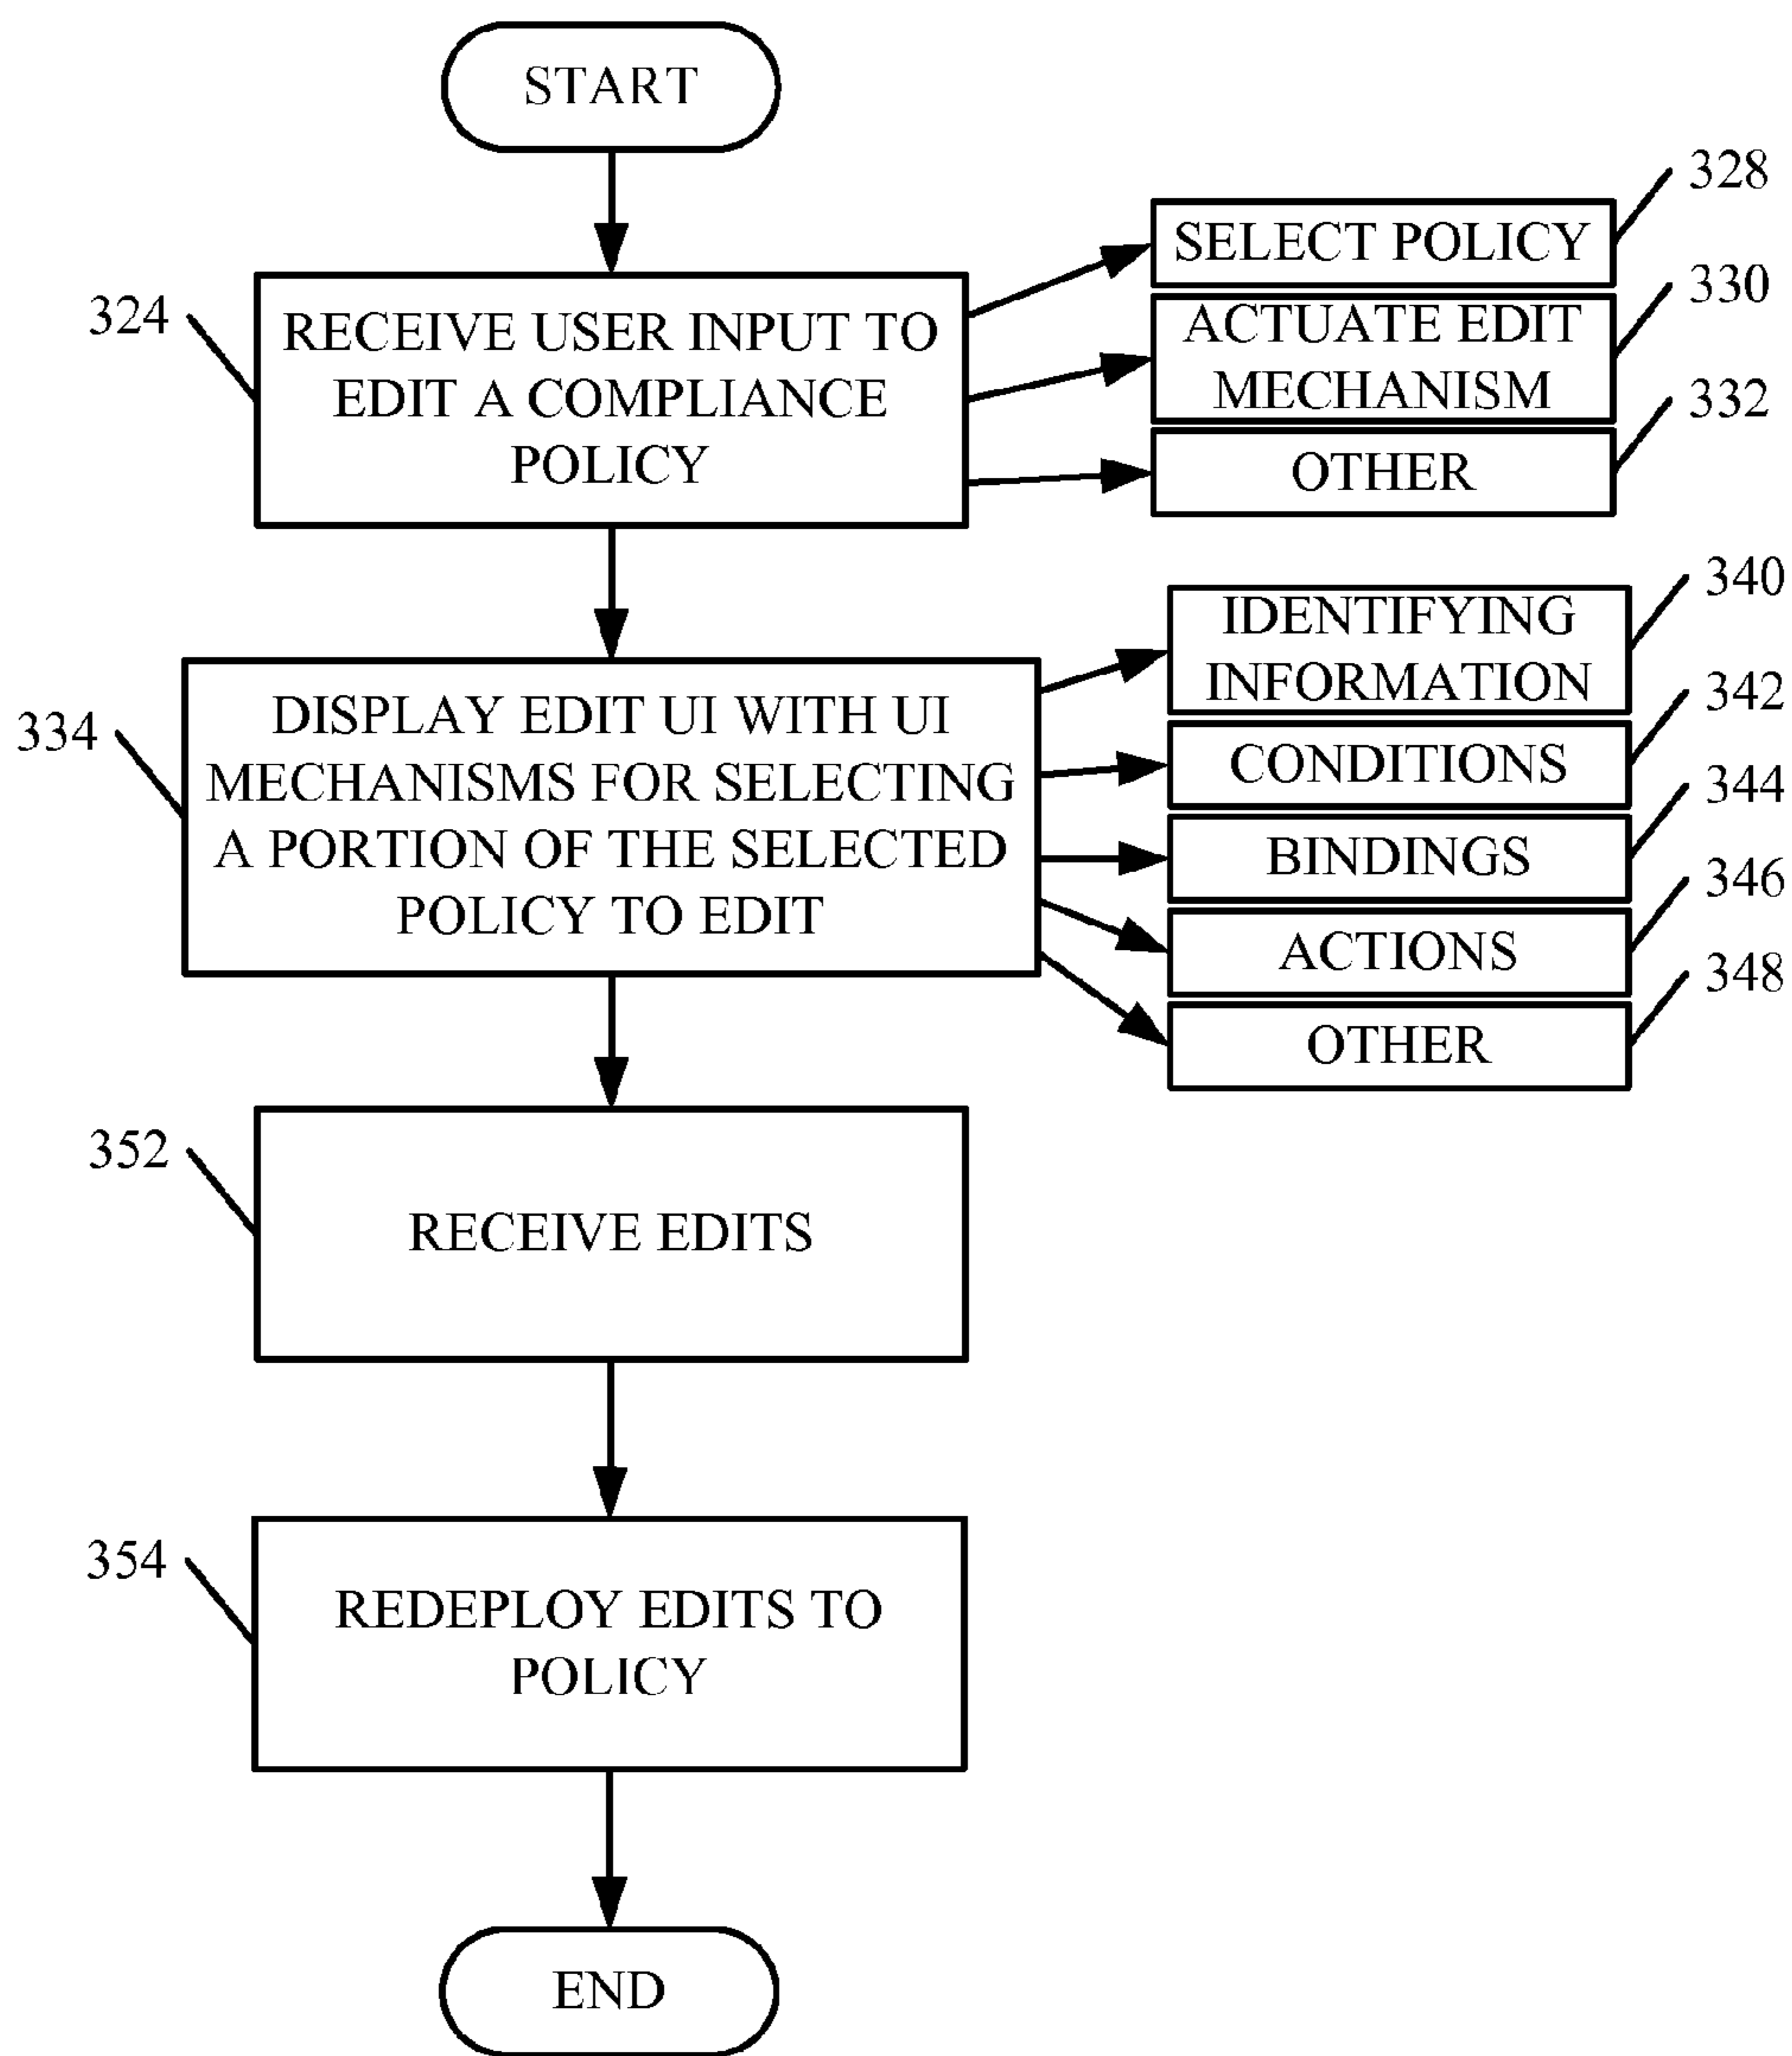 START
324
RECEIVE USER INPUT TO
EDIT A COMPLIANCE
POLICY
SELECT POLICY
328
ACTUATE EDIT
MECHANISM
330
OTHER
332
334
DISPLAY EDIT UI WITH UI
MECHANISMS FOR SELECTING
A PORTION OF THE SELECTED
POLICY TO EDIT
IDENTIFYING
INFORMATION
340
CONDITIONS
342
BINDINGS
344
ACTIONS
346
OTHER
348
352
RECEIVE EDITS
354
REDEPLOY EDITS TO
POLICY
END